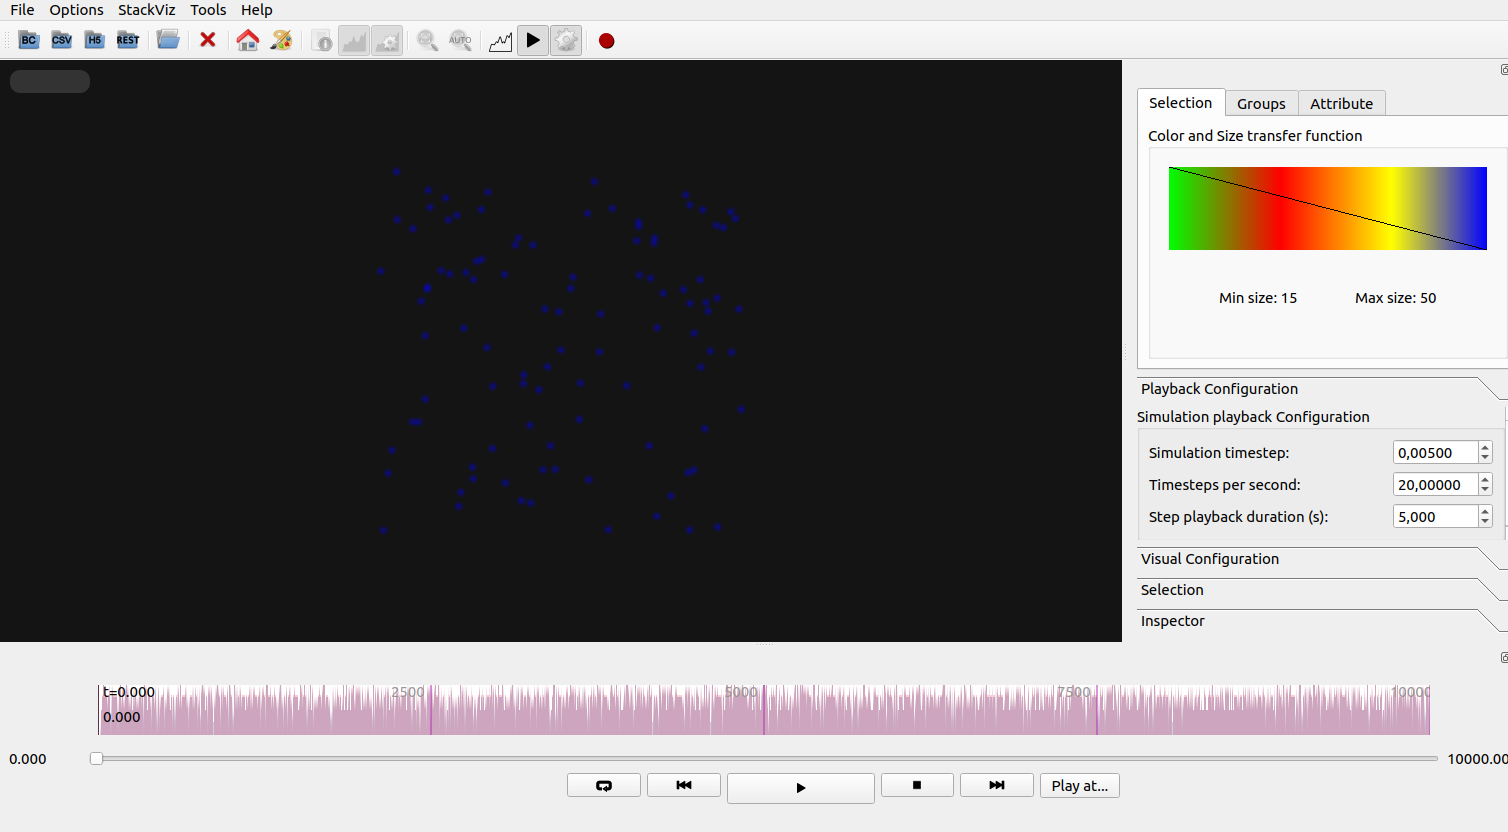 File Options StackViz Tools Help
BC CSV H5 REST AUTO
Selection Groups Attribute
Color and Size transfer function
Min size: 15 Max size: 50
Playback Configuration
Simulation playback Configuration
Simulation timestep: 0,00500
Timesteps per second: 20,00000
Step playback duration (s): 5,000
Visual Configuration
Selection
Inspector
t=0.000 2500 5000 7500 10000
0.000
0.000 10000.00
Play at...